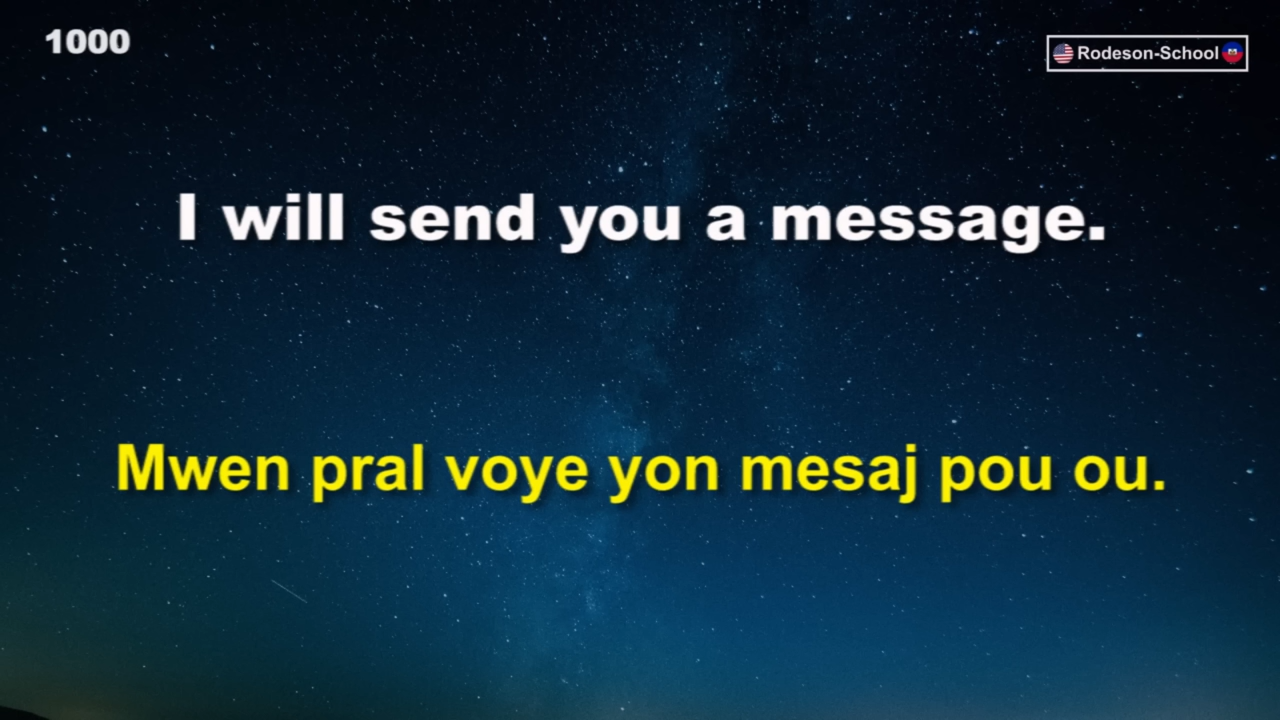 1000
Rodeson-School
I will send you a message.
Mwen pral voye yon mesaj pou ou.